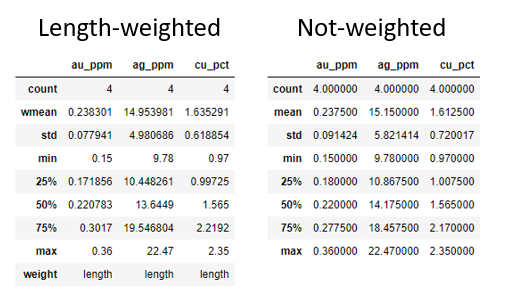 Length-weighted
au_ppm ag_ppm cu_pct
count 4 4 4
wmean 0.238301 14.953981 1.635291
std 0.077941 4.980686 0.618854
min 0.15 9.78 0.97
25% 0.171856 10.448261 0.99725
50% 0.220783 13.6449 1.565
75% 0.3017 19.546804 2.2192
max 0.36 22.47 2.35
weight length length length
Not-weighted
au_ppm ag_ppm cu_pct
count 4.000000 4.000000 4.000000
mean 0.237500 15.150000 1.612500
std 0.091424 5.821414 0.720017
min 0.150000 9.780000 0.970000
25% 0.180000 10.867500 1.007500
50% 0.220000 14.175000 1.565000
75% 0.277500 18.457500 2.170000
max 0.360000 22.470000 2.350000